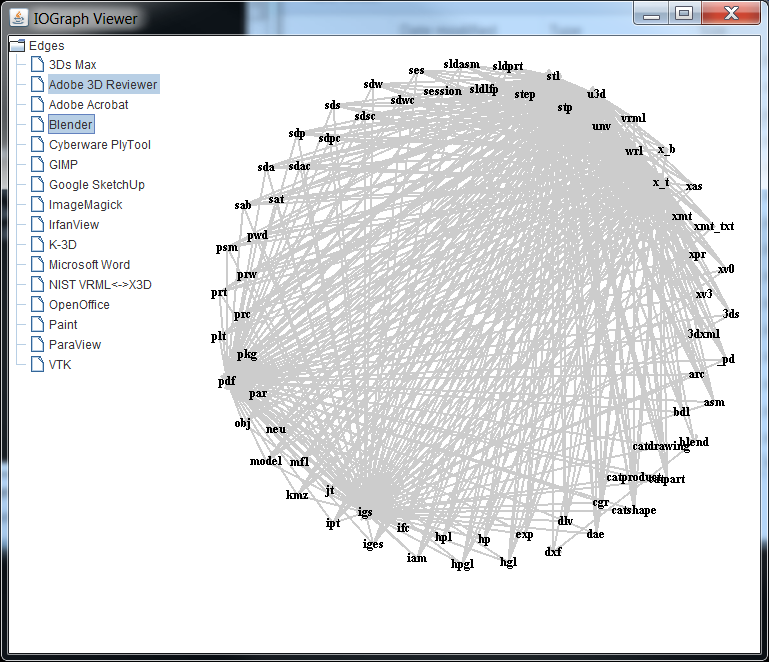 IOGraph Viewer
Edges
3Ds Max
Adobe 3D Reviewer
Adobe Acrobat
Blender
Cyberware PlyTool
GIMP
Google SketchUp
ImageMagick
IrfanView
K-3D
Microsoft Word
NIST VRML<->X3D
OpenOffice
Paint
ParaView
VTK
sldasm
sldprt
ses
stl
sdw
session
sldlfp
step
u3d
sds
sdwc
stp
sdsc
vrml
unv
sdp
sdpc
wrl
x_b
sda
sdac
x_t
xas
sab
sat
xmt
xmt_txt
pwd
psm
xpr
prw
xv0
prt
xv3
prc
3ds
plt
3dxml
pkg
_pd
pdf
arc
par
asm
bdl
obj
neu
catdrawing
blend
model
mfl
catproduct
catpart
jt
kmz
cgr
igs
catshape
ipt
ifc
dlv
iges
hpl
hp
exp
dae
iam
hpgl
hgl
dxf